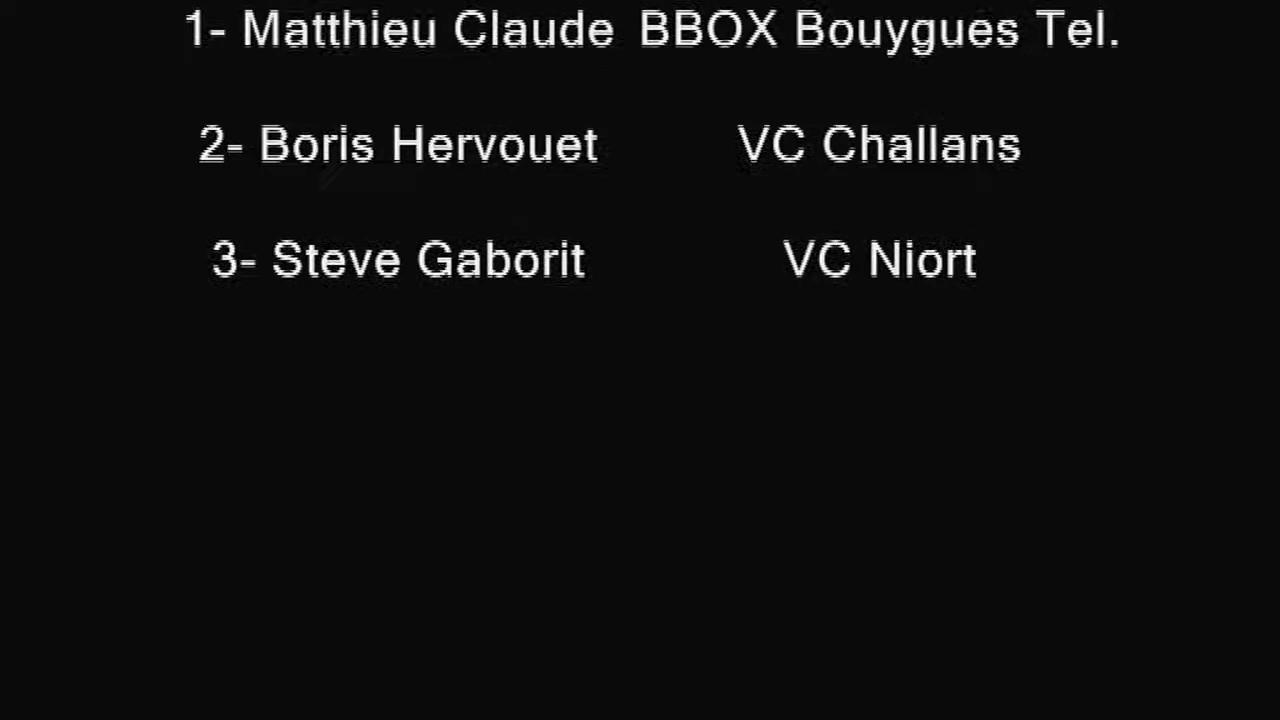 1- Matthieu Claude BBOX Bouygues Tel.
2- Boris Hervouet VC Challans
3- Steve Gaborit VC Niort